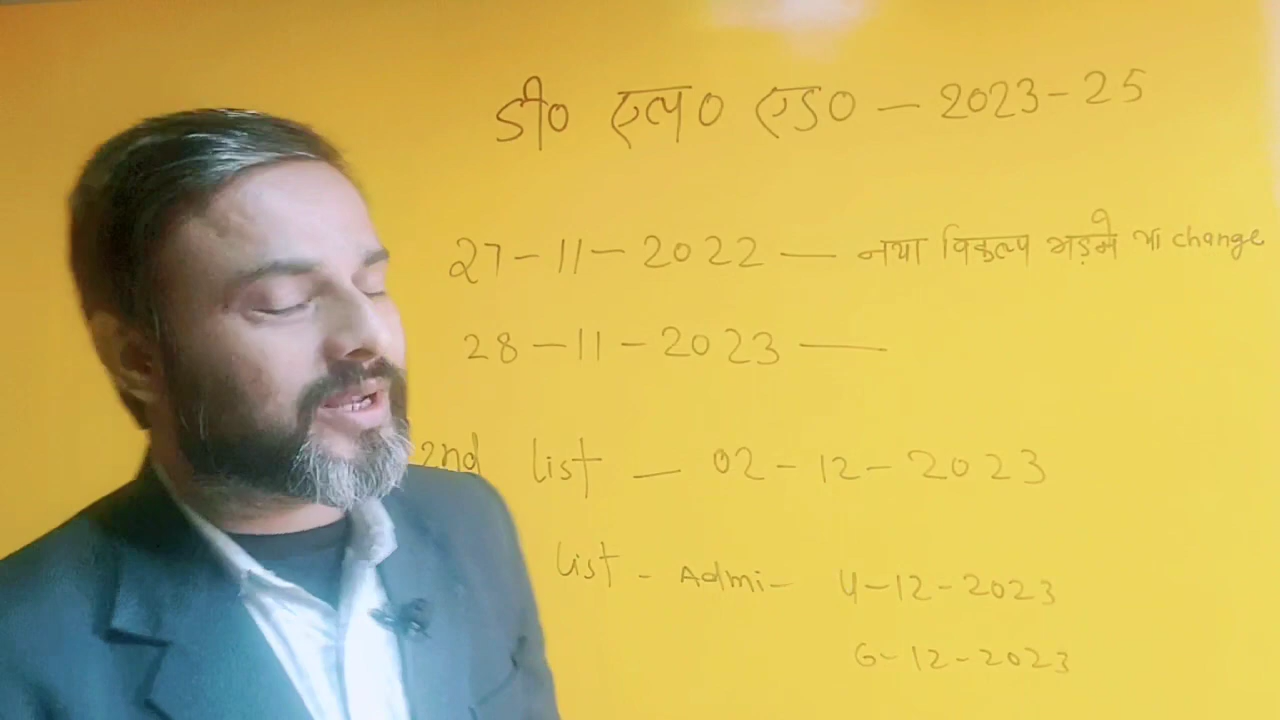 डी० एल० एड० — 2023-25
27-11-2022 — नया विकल्प भड़ने या change
28-11-2023 —
2nd list — 02-12-2023
list - Admi- 4-12-2023
6-12-2023